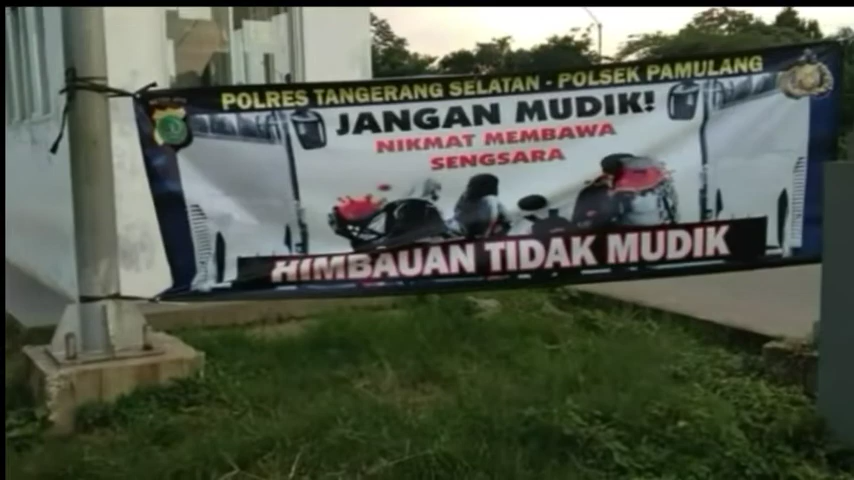 POLRES TANGERANG SELATAN - POLSEK PAMULANG
JANGAN MUDIK!
NIKMAT MEMBAWA
SENGSARA
HIMBAUAN TIDAK MUDIK